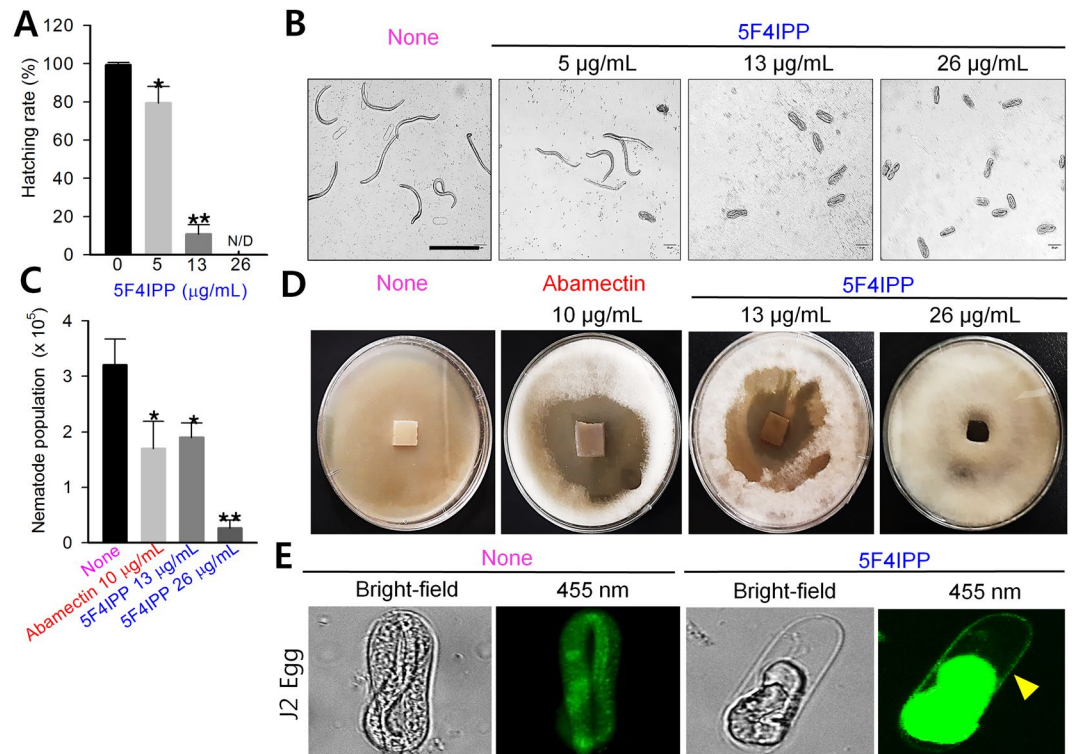 A
120
100
80
60
40
20
0
Hatching rate (%)
*
**
N/D
0 5 13 26
5F4IPP (μg/mL)
B
None
5F4IPP
5 μg/mL 13 μg/mL 26 μg/mL
C
4
3
2
1
0
Nematode population (x 10⁵)
*
*
**
None
Abamectin 10 μg/mL
5F4IPP 13 μg/mL
5F4IPP 26 μg/mL
D
None
Abamectin
5F4IPP
10 μg/mL 13 μg/mL 26 μg/mL
E
None
5F4IPP
Bright-field 455 nm Bright-field 455 nm
J2 Egg